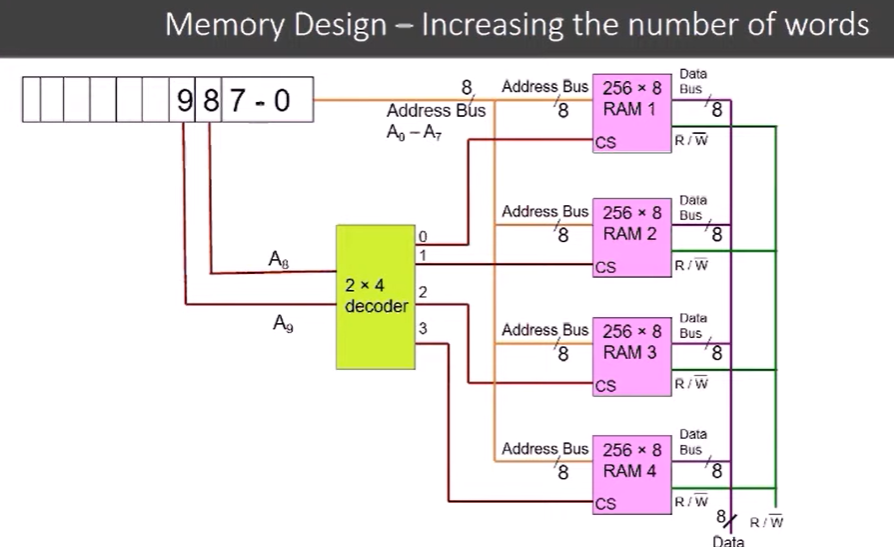 Memory Design – Increasing the number of words
9 8 7 - 0
8
Address Bus
A₀ – A₇
Address Bus
8
256 × 8
RAM 1
CS
Data
Bus
8
R / W̅
Address Bus
8
256 × 8
RAM 2
CS
Data
Bus
8
R / W̅
A₈
A₉
2 × 4
decoder
0
1
2
3
Address Bus
8
256 × 8
RAM 3
CS
Data
Bus
8
R / W̅
Address Bus
8
256 × 8
RAM 4
CS
Data
Bus
8
R / W̅
8
R / W̅
Data